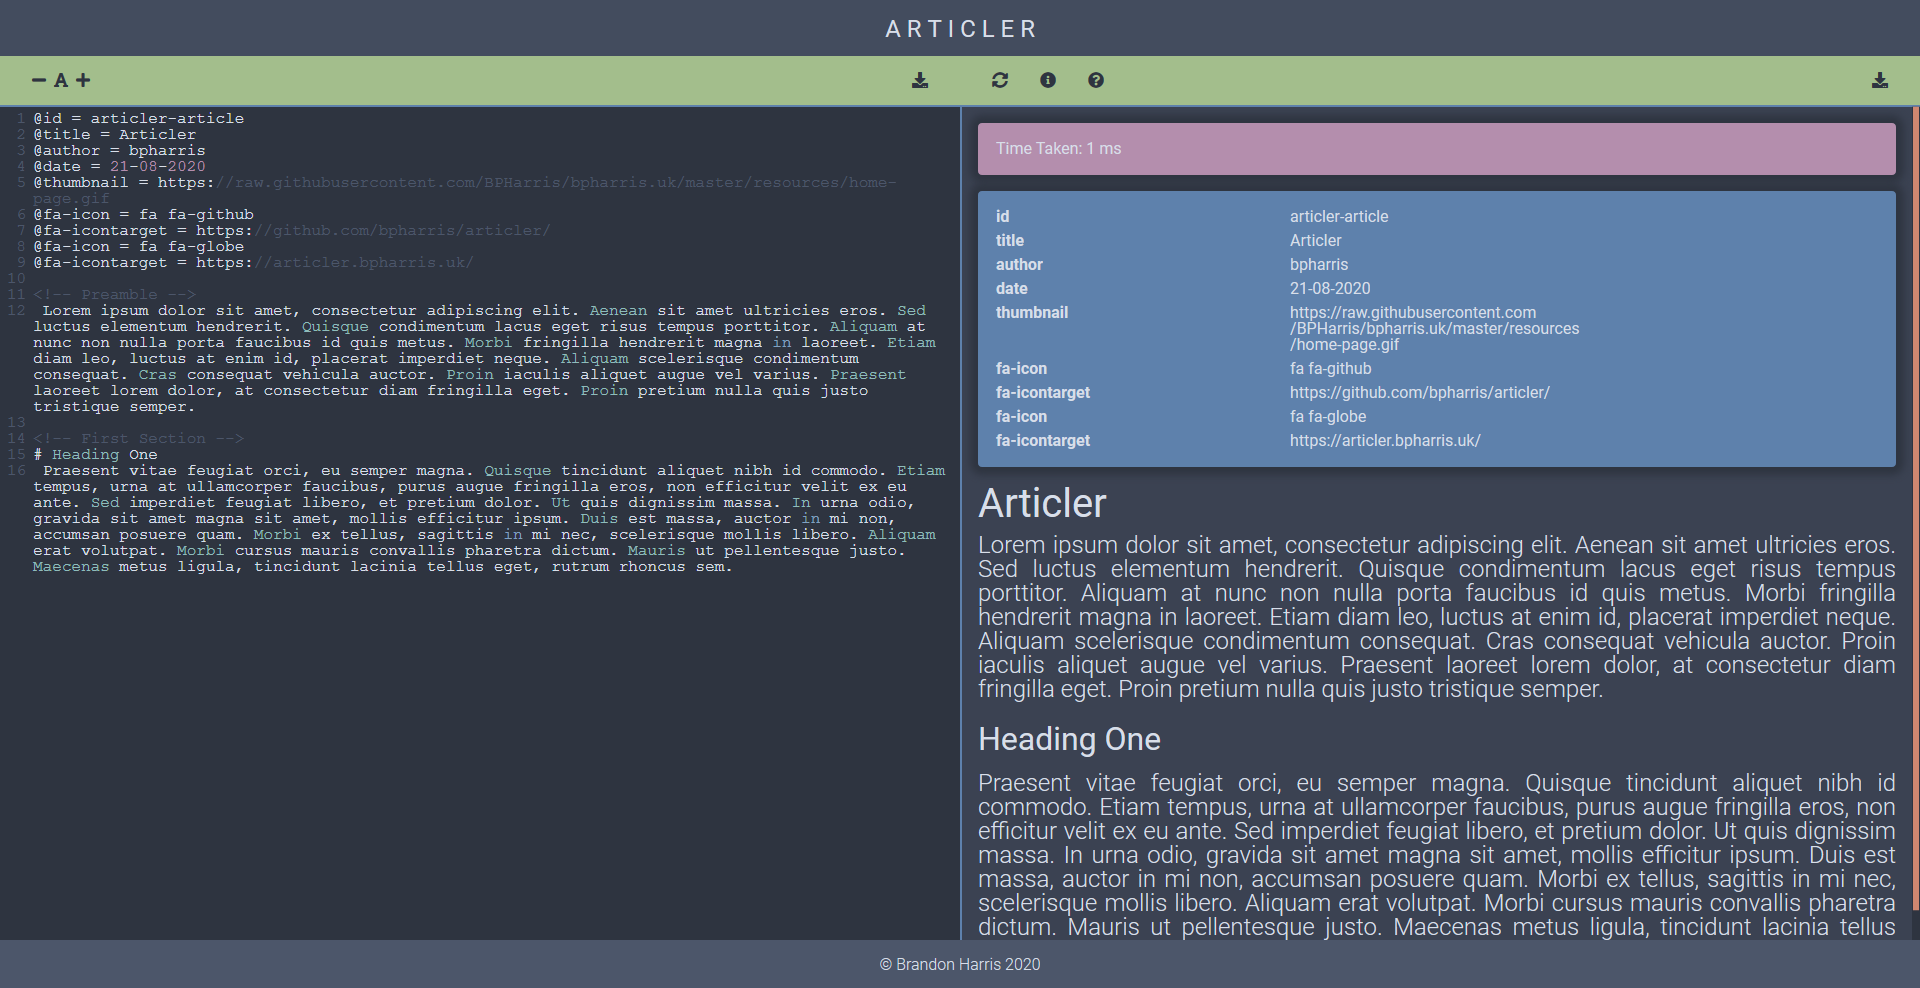 ARTICLER
A
1 @id = articler-article
2 @title = Articler
3 @author = bpharris
4 @date = 21-08-2020
5 @thumbnail = https://raw.githubusercontent.com/BPHarris/bpharris.uk/master/resources/home-
page.gif
6 @fa-icon = fa fa-github
7 @fa-icontarget = https://github.com/bpharris/articler/
8 @fa-icon = fa fa-globe
9 @fa-icontarget = https://articler.bpharris.uk/
10
11 <!-- Preamble -->
12 Lorem ipsum dolor sit amet, consectetur adipiscing elit. Aenean sit amet ultricies eros. Sed
luctus elementum hendrerit. Quisque condimentum lacus eget risus tempus porttitor. Aliquam at
nunc non nulla porta faucibus id quis metus. Morbi fringilla hendrerit magna in laoreet. Etiam
diam leo, luctus at enim id, placerat imperdiet neque. Aliquam scelerisque condimentum
consequat. Cras consequat vehicula auctor. Proin iaculis aliquet augue vel varius. Praesent
laoreet lorem dolor, at consectetur diam fringilla eget. Proin pretium nulla quis justo
tristique semper.
13
14 <!-- First Section -->
15 # Heading One
16 Praesent vitae feugiat orci, eu semper magna. Quisque tincidunt aliquet nibh id commodo. Etiam
tempus, urna at ullamcorper faucibus, purus augue fringilla eros, non efficitur velit ex eu
ante. Sed imperdiet feugiat libero, et pretium dolor. Ut quis dignissim massa. In urna odio,
gravida sit amet magna sit amet, mollis efficitur ipsum. Duis est massa, auctor in mi non,
accumsan posuere quam. Morbi ex tellus, sagittis in mi nec, scelerisque mollis libero. Aliquam
erat volutpat. Morbi cursus mauris convallis pharetra dictum. Mauris ut pellentesque justo.
Maecenas metus ligula, tincidunt lacinia tellus eget, rutrum rhoncus sem.
Time Taken: 1 ms
id articler-article
title Articler
author bpharris
date 21-08-2020
thumbnail https://raw.githubusercontent.com
/BPHarris/bpharris.uk/master/resources
/home-page.gif
fa-icon fa fa-github
fa-icontarget https://github.com/bpharris/articler/
fa-icon fa fa-globe
fa-icontarget https://articler.bpharris.uk/
Articler
Lorem ipsum dolor sit amet, consectetur adipiscing elit. Aenean sit amet ultricies eros.
Sed luctus elementum hendrerit. Quisque condimentum lacus eget risus tempus
porttitor. Aliquam at nunc non nulla porta faucibus id quis metus. Morbi fringilla
hendrerit magna in laoreet. Etiam diam leo, luctus at enim id, placerat imperdiet neque.
Aliquam scelerisque condimentum consequat. Cras consequat vehicula auctor. Proin
iaculis aliquet augue vel varius. Praesent laoreet lorem dolor, at consectetur diam
fringilla eget. Proin pretium nulla quis justo tristique semper.
Heading One
Praesent vitae feugiat orci, eu semper magna. Quisque tincidunt aliquet nibh id
commodo. Etiam tempus, urna at ullamcorper faucibus, purus augue fringilla eros, non
efficitur velit ex eu ante. Sed imperdiet feugiat libero, et pretium dolor. Ut quis dignissim
massa. In urna odio, gravida sit amet magna sit amet, mollis efficitur ipsum. Duis est
massa, auctor in mi non, accumsan posuere quam. Morbi ex tellus, sagittis in mi nec,
scelerisque mollis libero. Aliquam erat volutpat. Morbi cursus mauris convallis pharetra
dictum. Mauris ut pellentesque justo. Maecenas metus ligula, tincidunt lacinia tellus
© Brandon Harris 2020